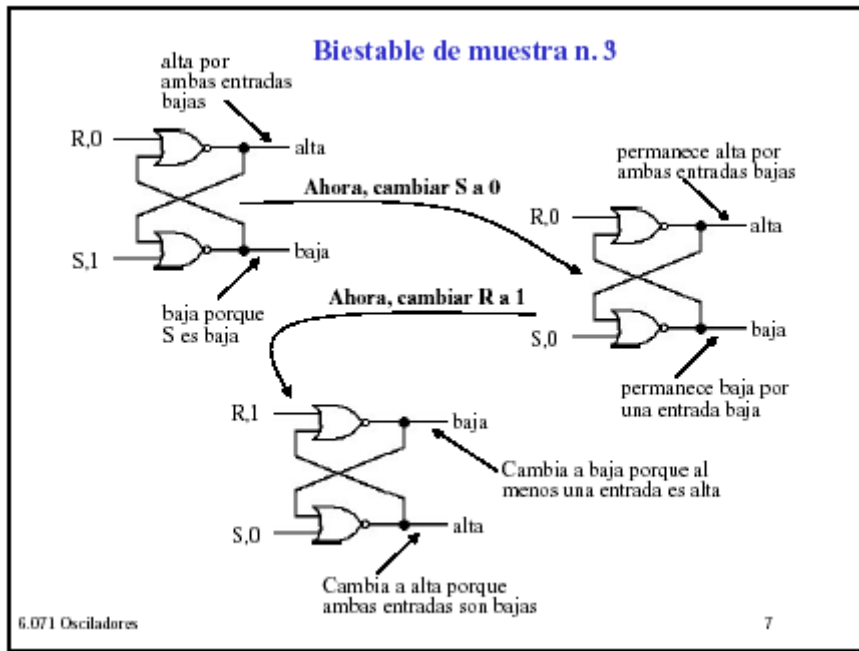 Biestable de muestra n. 3
alta por
ambas entradas
bajas
R,0
alta
S,1
baja
baja porque
S es baja
Ahora, cambiar S a 0
permanece alta por
ambas entradas bajas
R,0
alta
S,0
baja
permanece baja por
una entrada baja
Ahora, cambiar R a 1
R,1
baja
Cambia a baja porque al
menos una entrada es alta
S,0
alta
Cambia a alta porque
ambas entradas son bajas
6.071 Osciladores
7